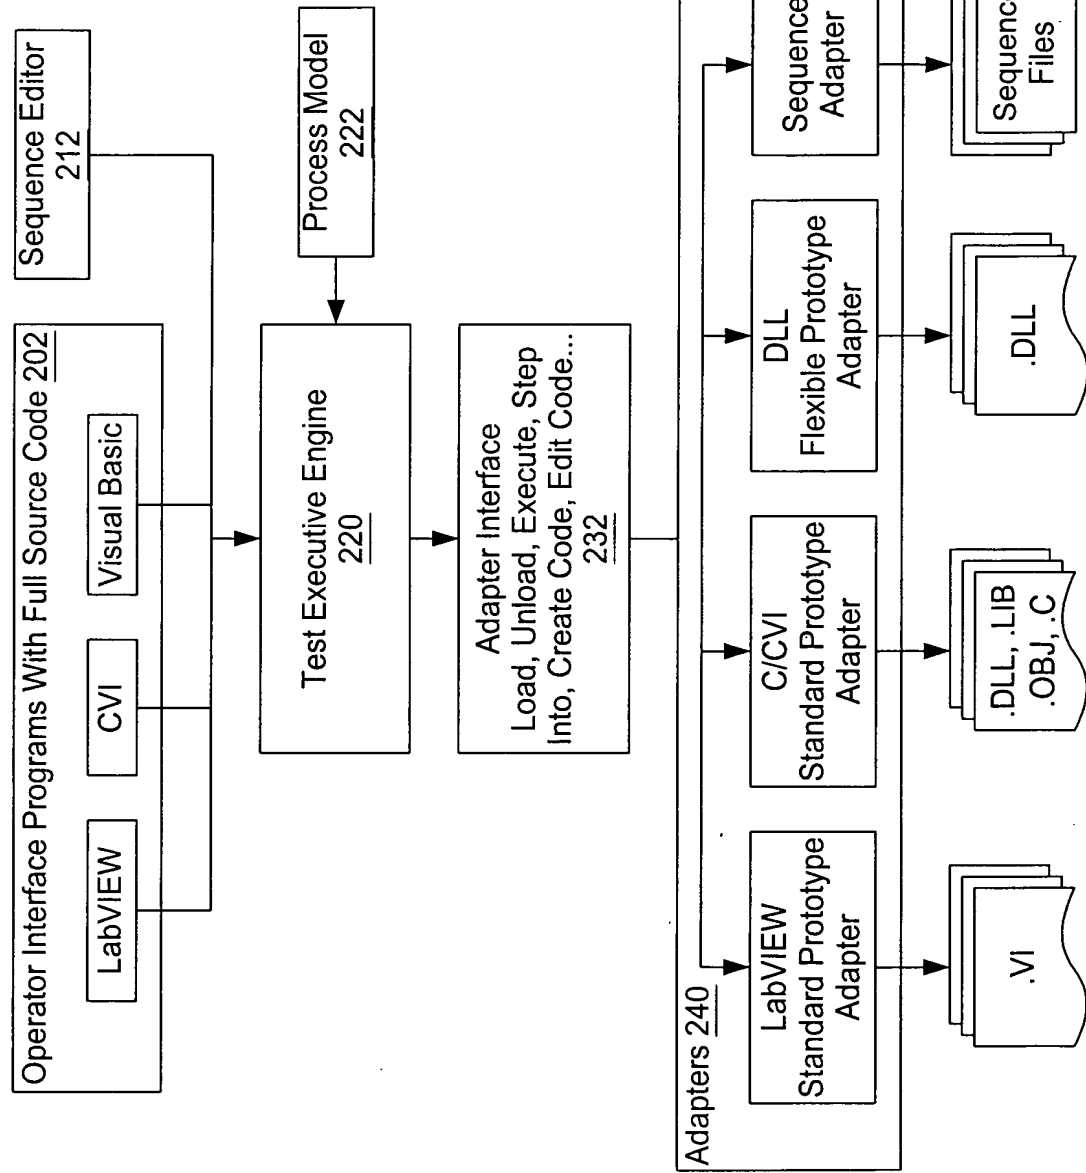 Operator Interface Programs With Full Source Code 202
LabVIEW
CVI
Visual Basic
Sequence Editor
212
Process Model
222
Test Executive Engine
220
Adapter Interface
Load, Unload, Execute, Step
Into, Create Code, Edit Code...
232
Adapters 240
LabVIEW
Standard Prototype
Adapter
C/CVI
Standard Prototype
Adapter
DLL
Flexible Prototype
Adapter
Sequence
Adapter
.VI
.DLL, .LIB
.OBJ, .C
.DLL
Sequenc
Files